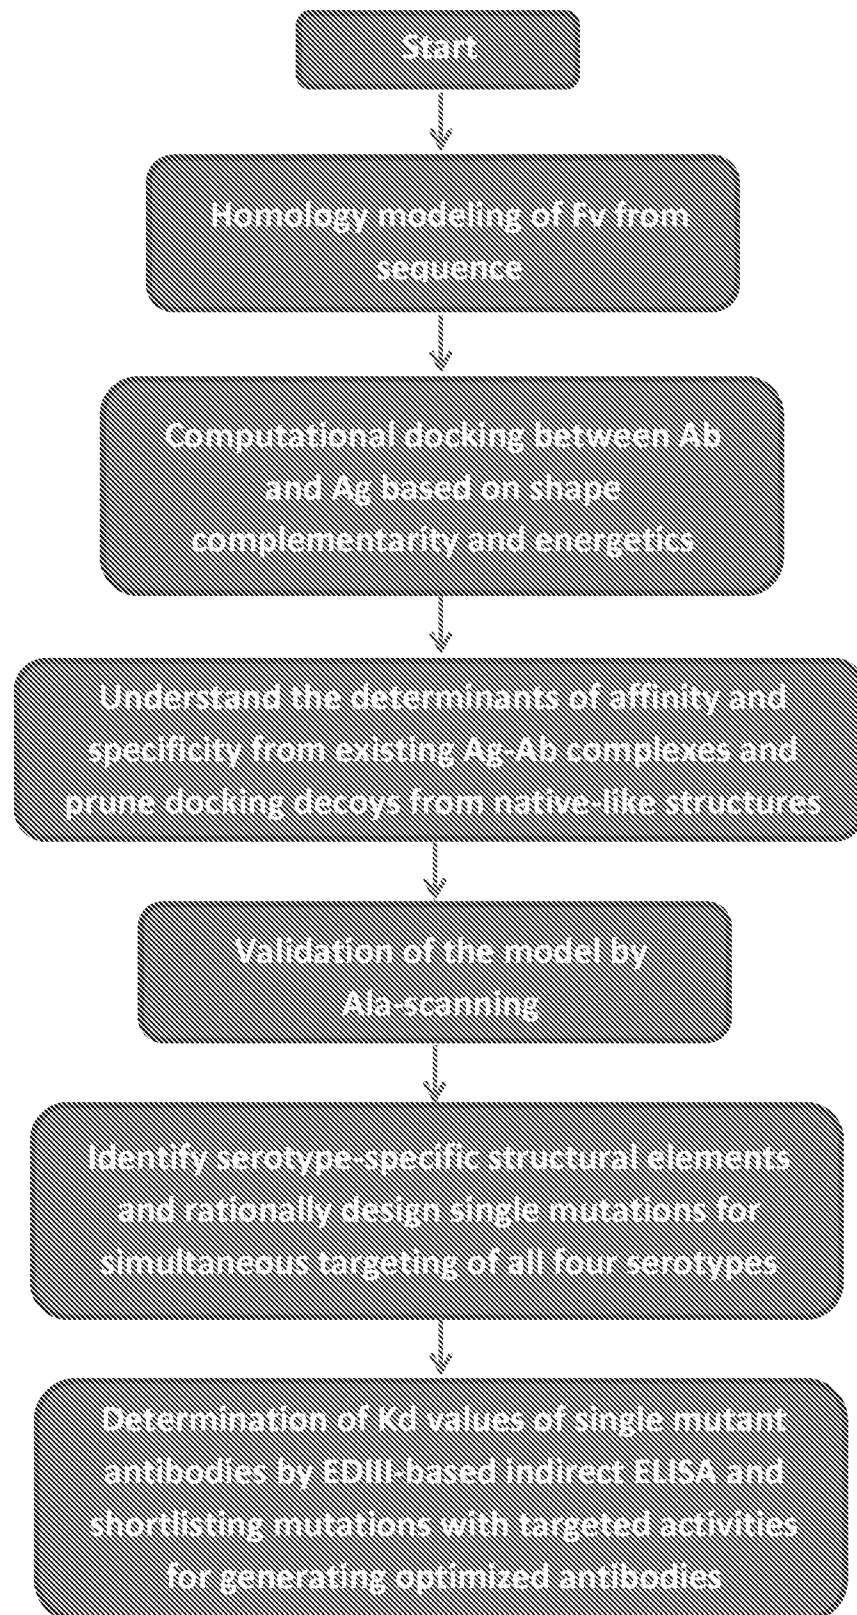 Start
Homology modeling of Fv from
sequence
Computational docking between Ab
and Ag based on shape
complementarity and energetics
Understand the determinants of affinity and
specificity from existing Ag-Ab complexes and
prune docking decoys from native-like structures
Validation of the model by
Ala-scanning
Identify serotype-specific structural elements
and rationally design single mutations for
simultaneous targeting of all four serotypes
Determination of Kd values of single mutant
antibodies by EDIII-based indirect ELISA and
shortlisting mutations with targeted activities
for generating optimized antibodies